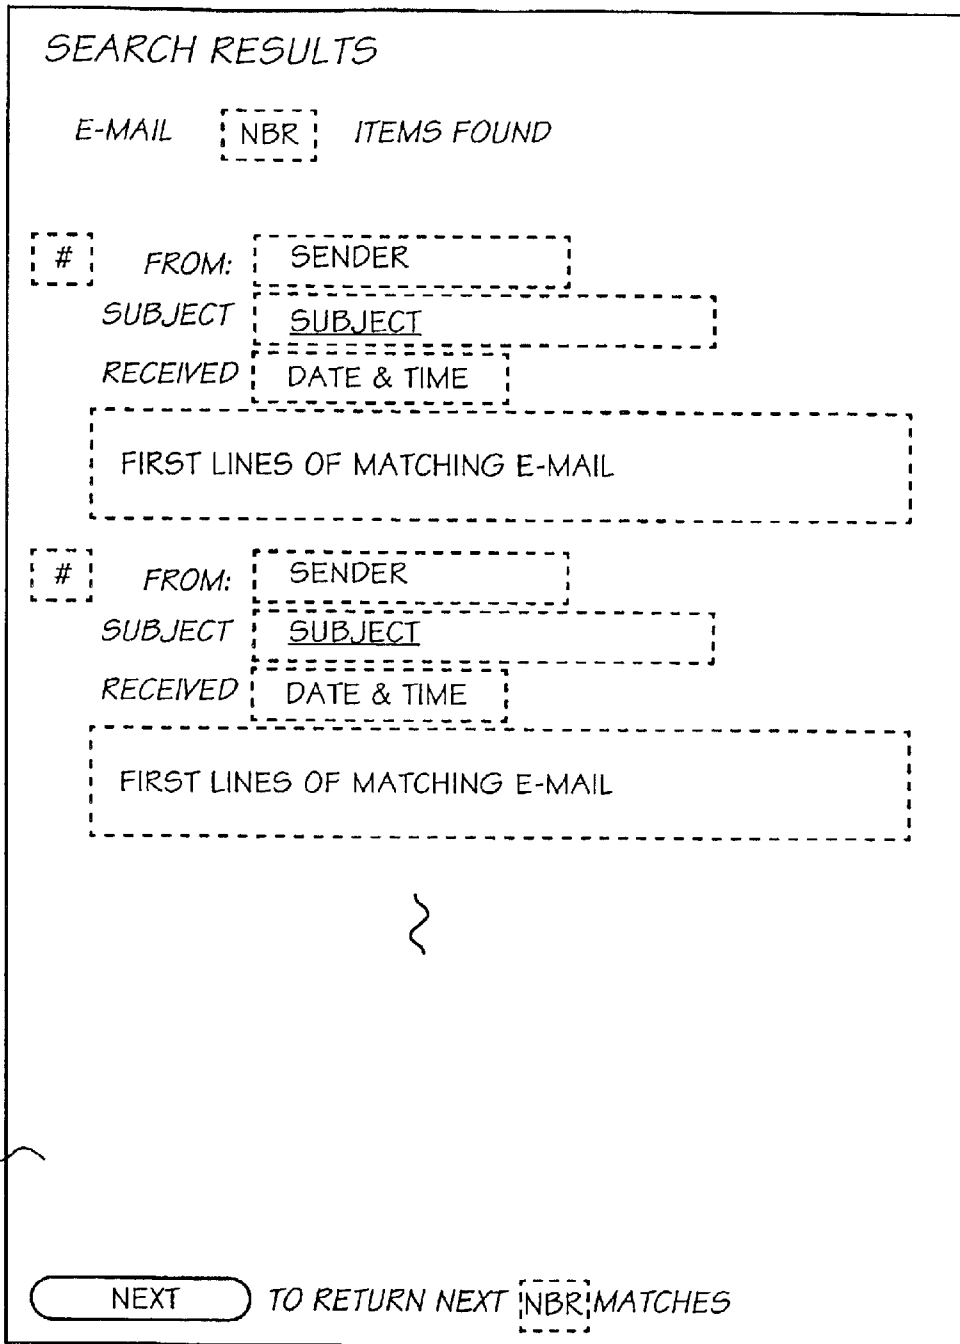 SEARCH RESULTS
E-MAIL NBR ITEMS FOUND
# FROM: SENDER
SUBJECT SUBJECT
RECEIVED DATE & TIME
FIRST LINES OF MATCHING E-MAIL
# FROM: SENDER
SUBJECT SUBJECT
RECEIVED DATE & TIME
FIRST LINES OF MATCHING E-MAIL
NEXT TO RETURN NEXT NBR MATCHES